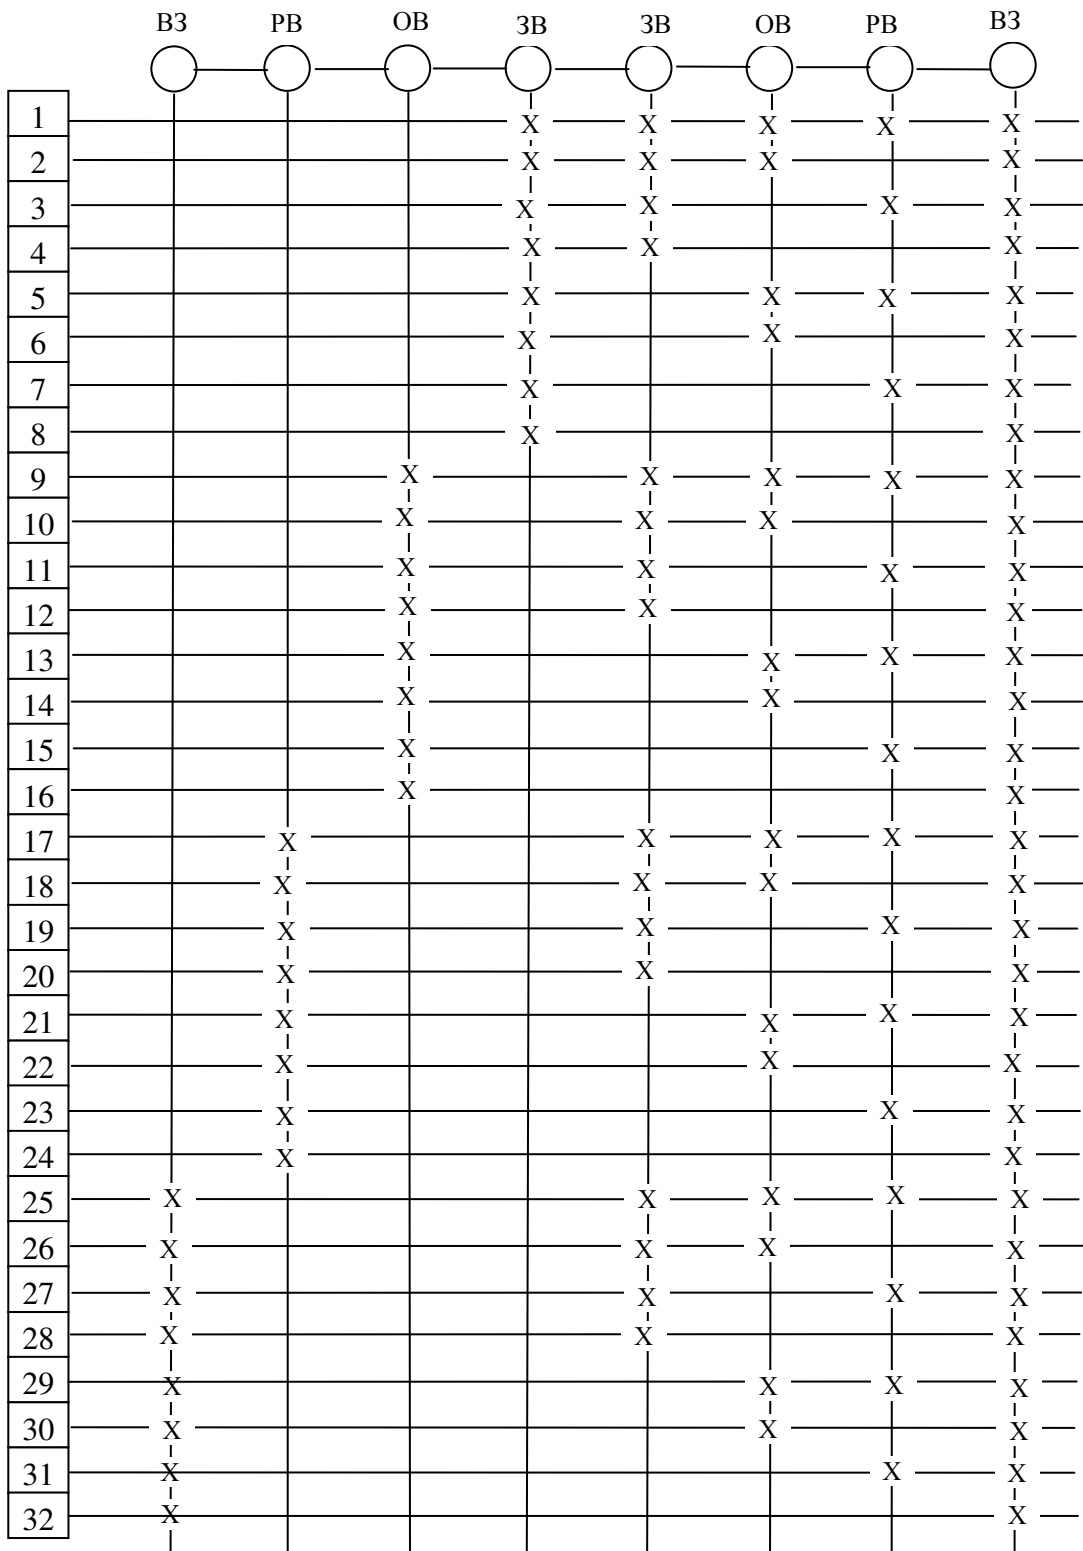 ВЗ РВ ОВ ЗВ ЗВ ОВ РВ ВЗ
1 X X X X X
2 X X X X
3 X X X X
4 X X X
5 X X X X
6 X X X
7 X X X
8 X X
9 X X X X X
10 X X X X
11 X X X X
12 X X X
13 X X X X
14 X X X
15 X X X
16 X X
17 X X X X X
18 X X X X
19 X X X X
20 X X X
21 X X X X
22 X X X
23 X X X
24 X X
25 X X X X X
26 X X X X
27 X X X X
28 X X X
29 X X X X
30 X X X
31 X X X
32 X X